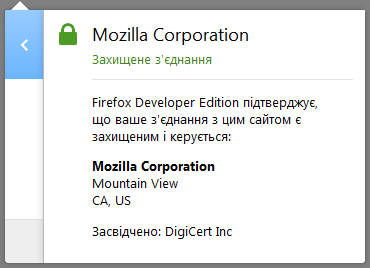 Mozilla Corporation
Захищене з'єднання
Firefox Developer Edition підтверджує,
що ваше з'єднання з цим сайтом є
захищеним і керується:
Mozilla Corporation
Mountain View
CA, US
Засвідчено: DigiCert Inc